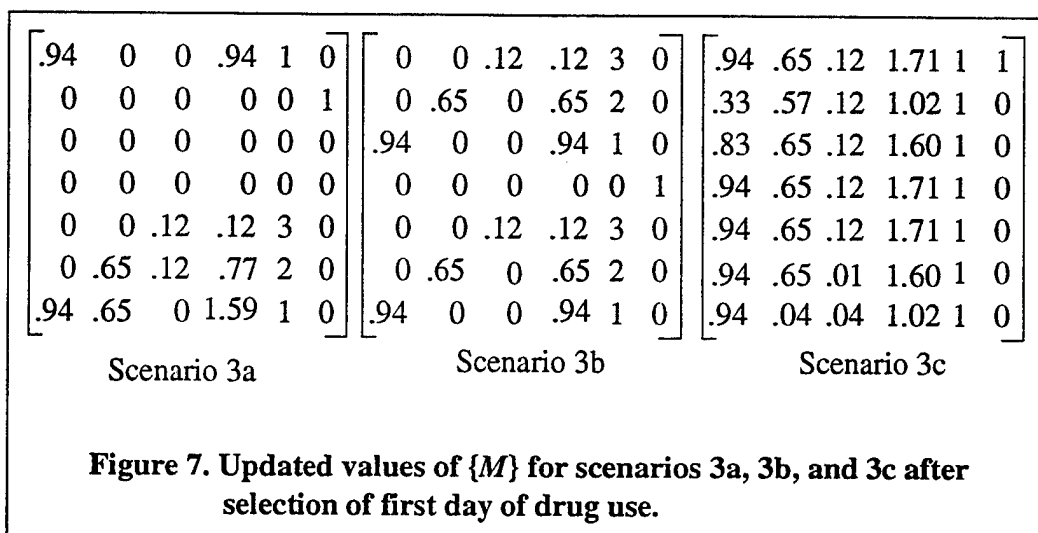 .94 0 0 .94 1 0 0 0 .12 .12 3 0 .94 .65 .12 1.71 1 1
0 0 0 0 0 1 0 .65 0 .65 2 0 .33 .57 .12 1.02 1 0
0 0 0 0 0 0 .94 0 0 .94 1 0 .83 .65 .12 1.60 1 0
0 0 0 0 0 0 0 0 0 0 0 1 .94 .65 .12 1.71 1 0
0 0 .12 .12 3 0 0 0 .12 .12 3 0 .94 .65 .12 1.71 1 0
0 .65 .12 .77 2 0 0 .65 0 .65 2 0 .94 .65 .01 1.60 1 0
.94 .65 0 1.59 1 0 .94 0 0 .94 1 0 .94 .04 .04 1.02 1 0
Scenario 3a Scenario 3b Scenario 3c
Figure 7. Updated values of {M} for scenarios 3a, 3b, and 3c after
selection of first day of drug use.